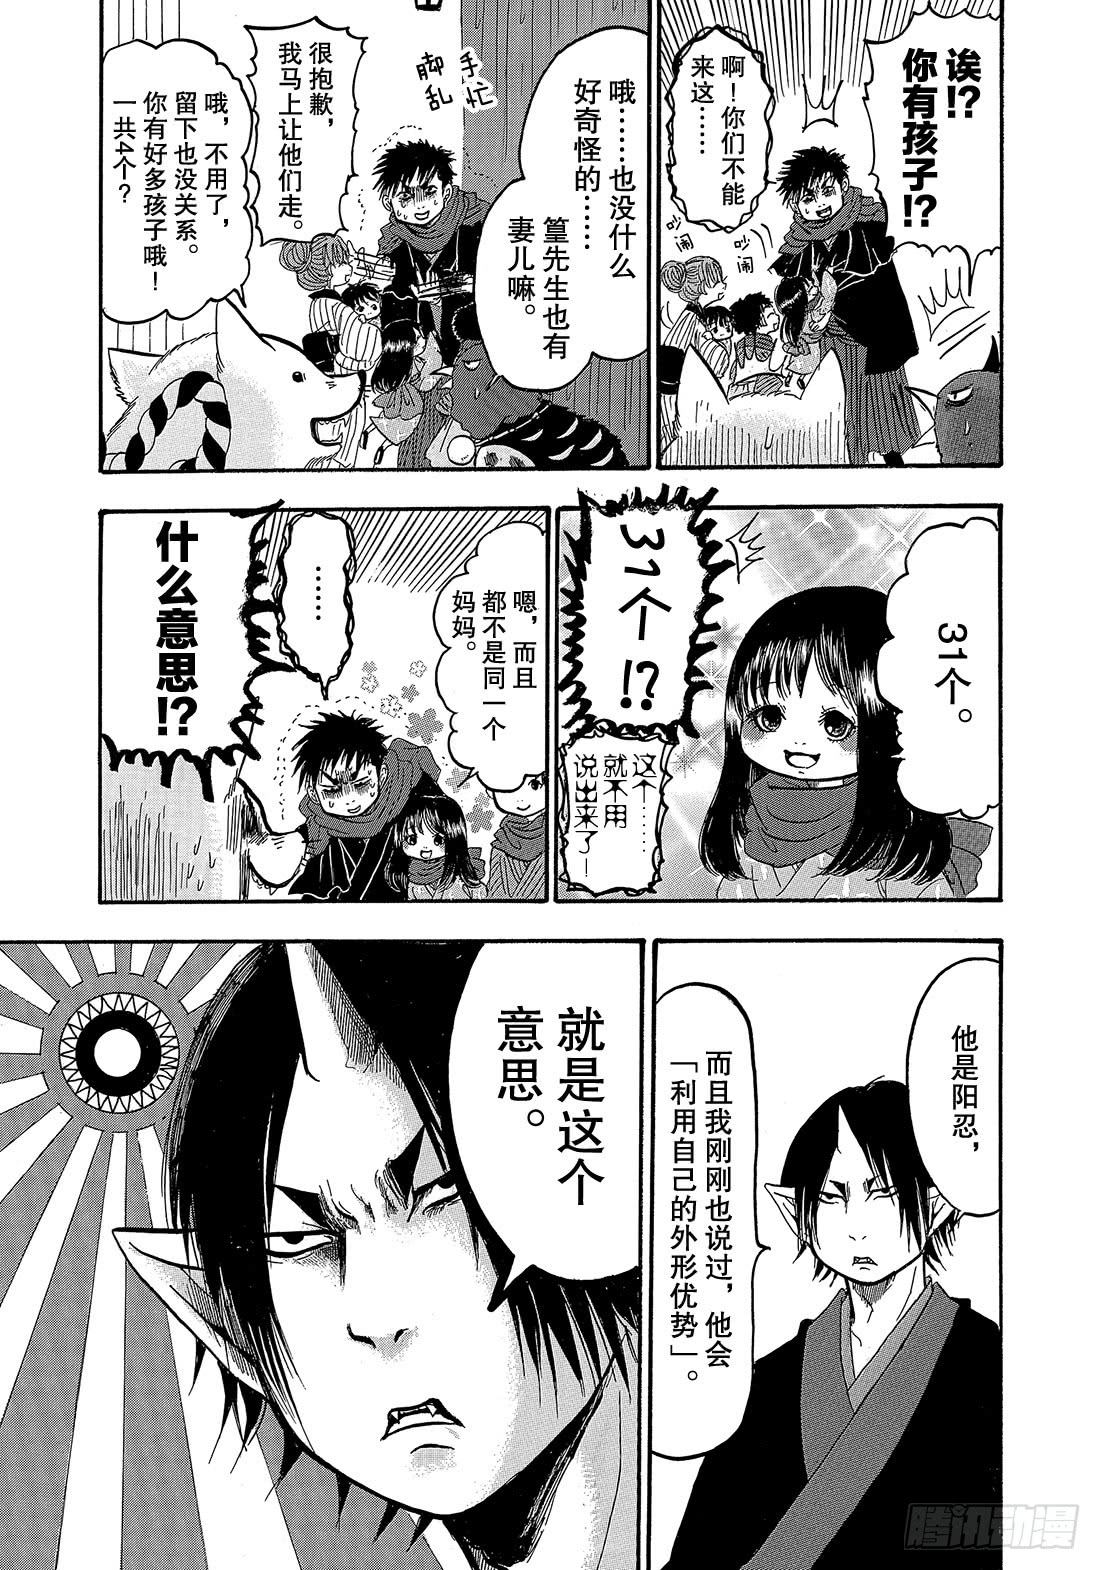 诶!?
你有孩子!?
啊！你们不能
来这……
吵闹
吵闹
哦……也没什么
好奇怪的……
篁先生也有
妻儿嘛。
手忙
脚乱
很抱歉，
我马上让他们走。
哦，不用了，
留下也没关系。
你有好多孩子哦！
一共4个？
31个。
31个!?
这个……
就不用
说出来了—
嗯，而且
都不是同一个
妈妈。
……
什么意思!?
他是阳忍，
而且我刚刚也说过，他会
「利用自己的外形优势」。
就是这个
意思。
腾讯动漫